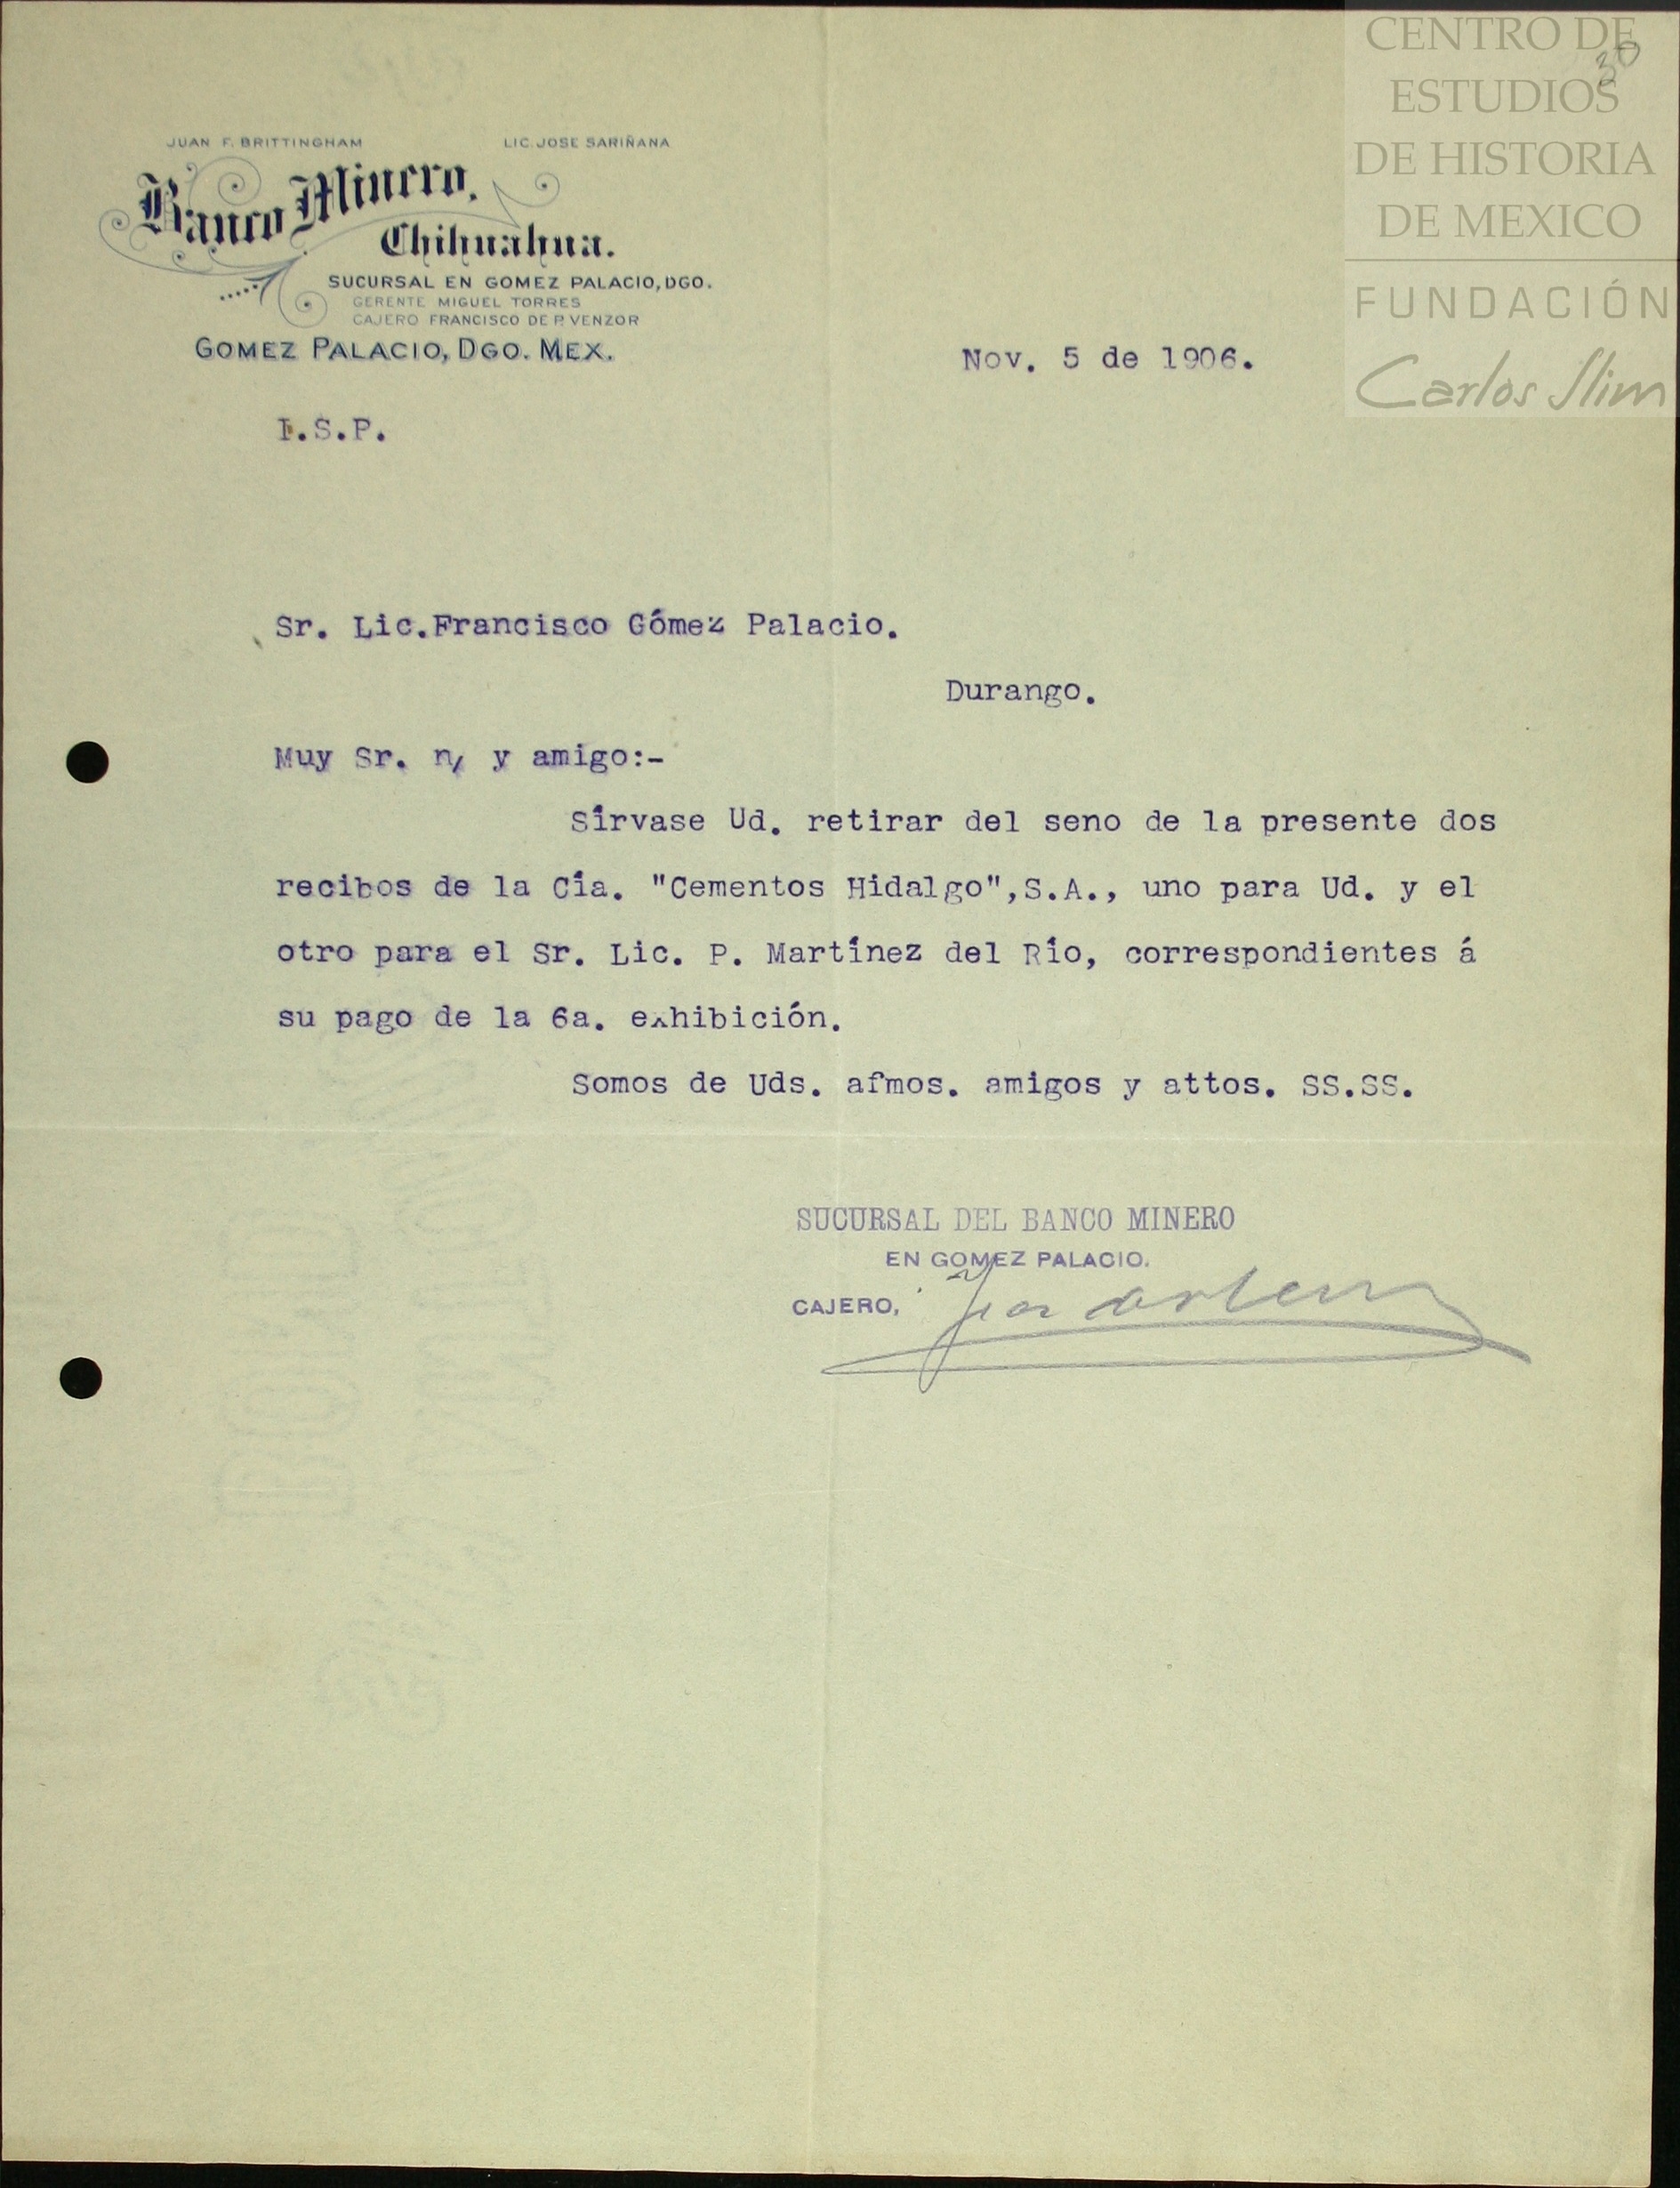 CENTRO DE
ESTUDIOS
DE HISTORIA
DE MEXICO
FUNDACIÓN
Carlos Slim
30
JUAN F. BRITTINGHAM LIC. JOSE SARIÑANA
Banco Minero,
Chihuahua.
SUCURSAL EN GOMEZ PALACIO, DGO.
GERENTE MIGUEL TORRES
CAJERO FRANCISCO DE P. VENZOR
GOMEZ PALACIO, DGO. MEX.
Nov. 5 de 1906.
I.S.P.
Sr. Lic.Francisco Gómez Palacio.
Durango.
Muy Sr. n/ y amigo:-
Sírvase Ud. retirar del seno de la presente dos
recibos de la Cía. "Cementos Hidalgo",S.A., uno para Ud. y el
otro para el Sr. Lic. P. Martínez del Río, correspondientes á
su pago de la 6a. exhibición.
Somos de Uds. afmos. amigos y attos. SS.SS.
SUCURSAL DEL BANCO MINERO
EN GOMEZ PALACIO.
CAJERO,